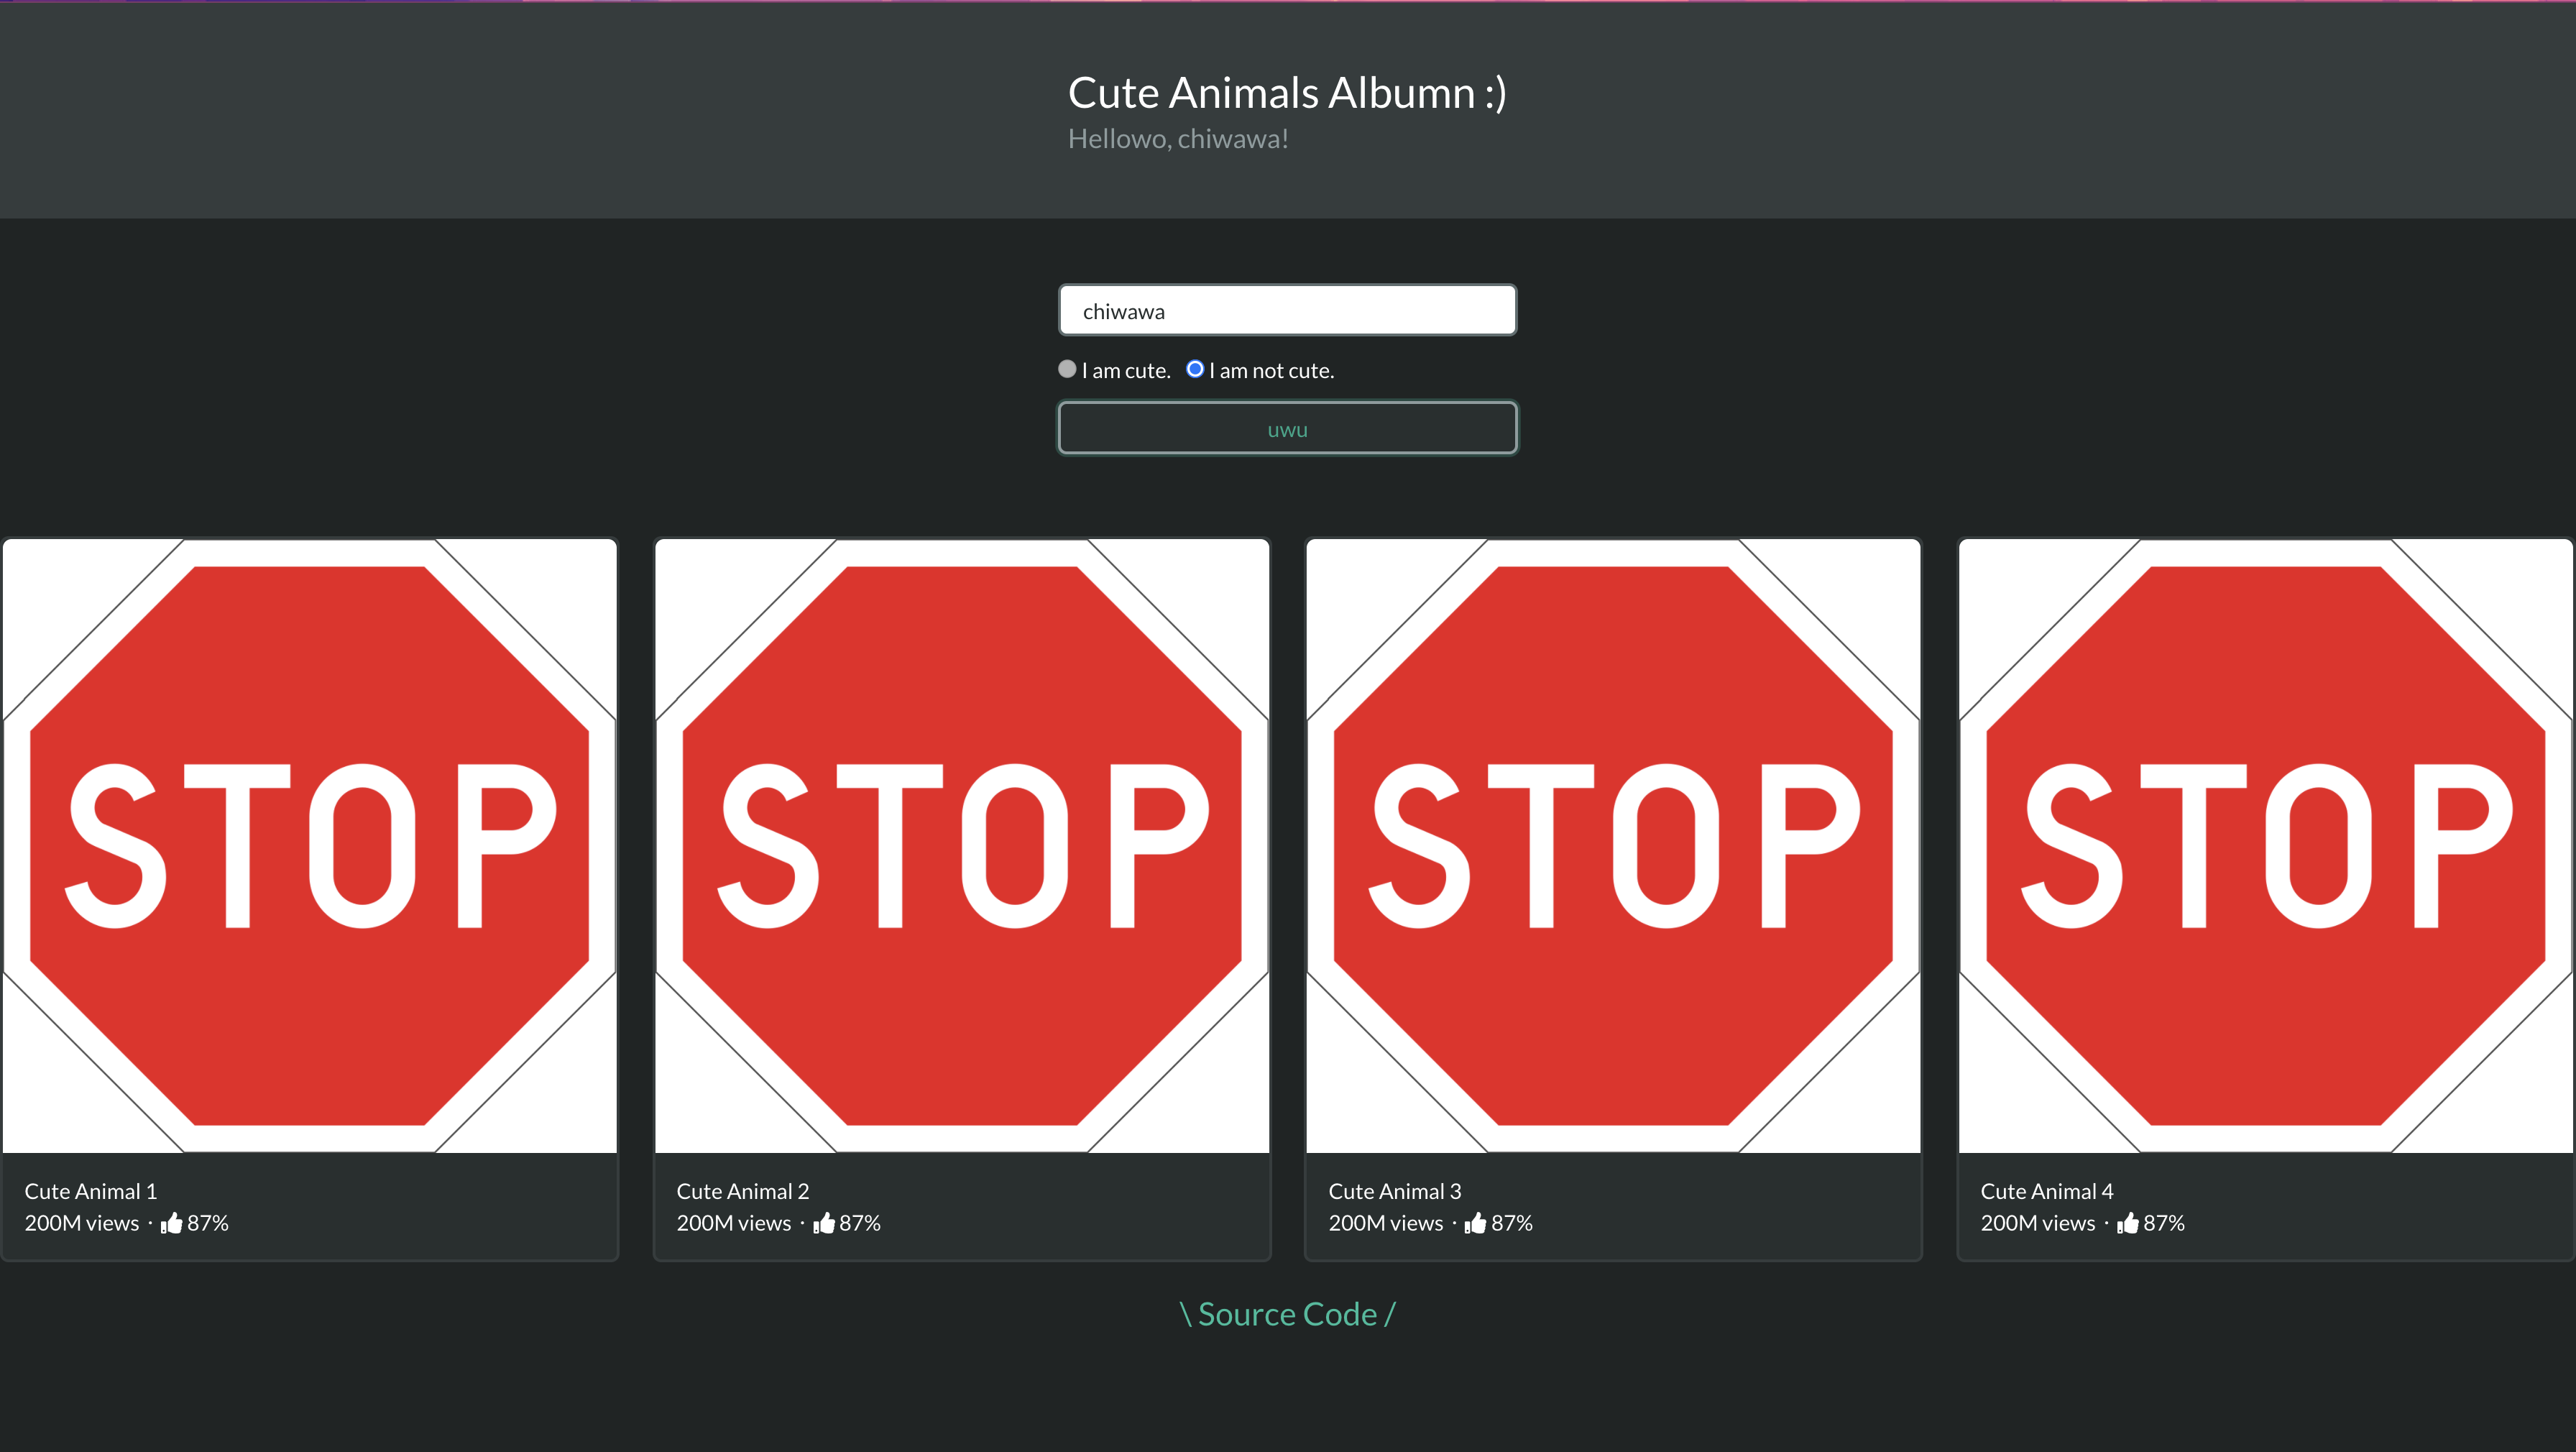 Cute Animals Albumn :)
Hellowo, chiwawa!
chiwawa
I am cute. I am not cute.
uwu
STOP STOP STOP STOP
Cute Animal 1
200M views · 87%
Cute Animal 2
200M views · 87%
Cute Animal 3
200M views · 87%
Cute Animal 4
200M views · 87%
\ Source Code /